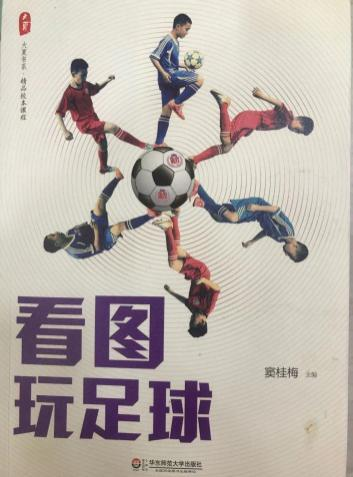 大夏书系·精品校本课程
看图
玩足球
窦桂梅 主编
华东师范大学出版社